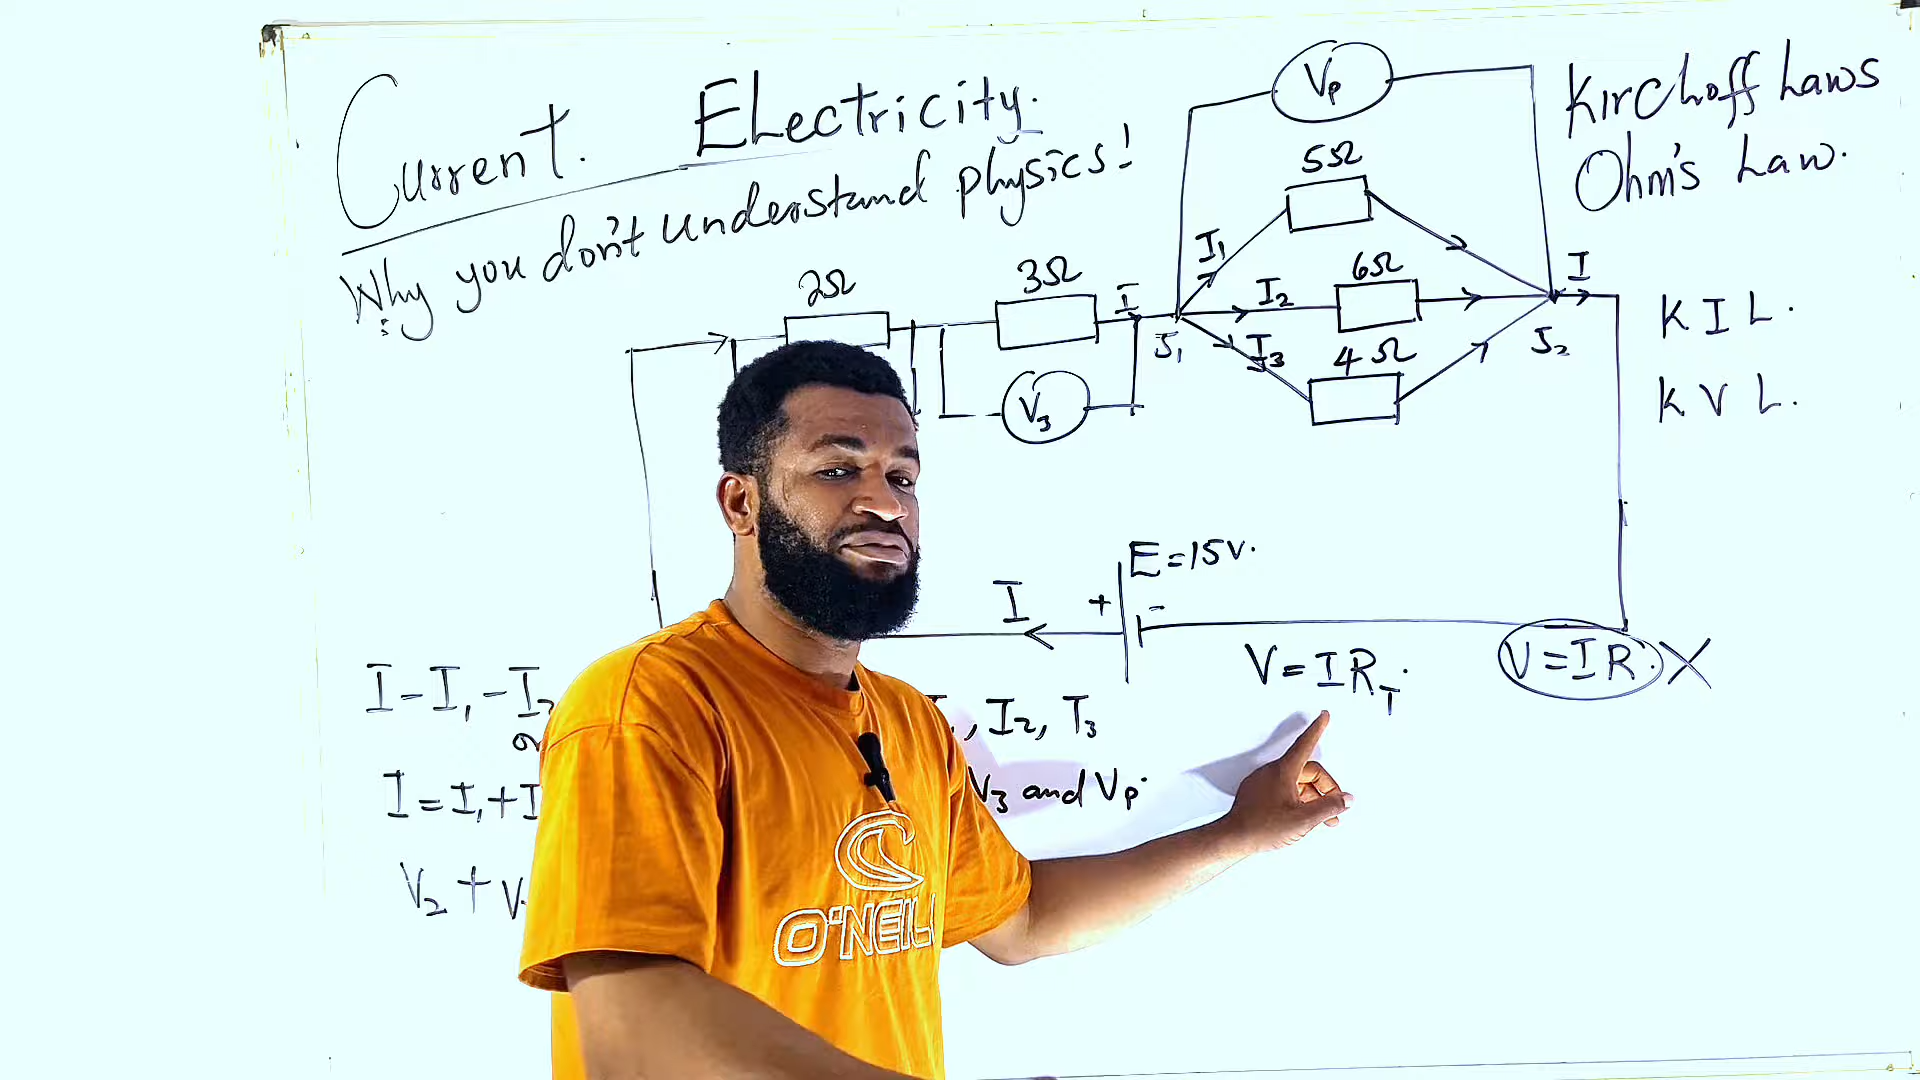 Current. Electricity.
Why you don't understand physics!
Kirchoff Laws
Ohm's Law.
K I L.
K V L.
Vp
5Ω
I1
6Ω
I2
I
I3
4Ω
J1
J2
2Ω
3Ω
I
V3
E=15V.
+ -
I
V=IRT.
V=IR. X
I-I1-I2
or
I=I1+I
V2+V
, I2, I3
V3 and Vp.
O'NEILL